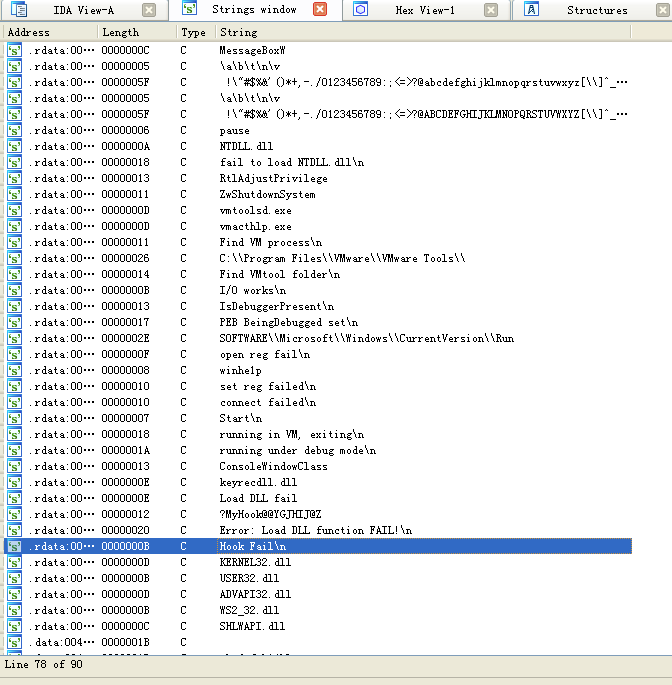 IDA View-A Strings window Hex View-1 Structures
Address Length Type String
.rdata:00··· 0000000C C MessageBoxW
.rdata:00··· 00000005 C \a\b\t\n\v
.rdata:00··· 0000005F C  !\"#$%&'()*+,-./0123456789:;<=>?@abcdefghijklmnopqrstuvwxyz[\\]^_···
.rdata:00··· 00000005 C \a\b\t\n\v
.rdata:00··· 0000005F C  !\"#$%&'()*+,-./0123456789:;<=>?@ABCDEFGHIJKLMNOPQRSTUVWXYZ[\\]^_···
.rdata:00··· 00000006 C pause
.rdata:00··· 0000000A C NTDLL.dll
.rdata:00··· 00000018 C fail to load NTDLL.dll\n
.rdata:00··· 00000013 C RtlAdjustPrivilege
.rdata:00··· 00000011 C ZwShutdownSystem
.rdata:00··· 0000000D C vmtoolsd.exe
.rdata:00··· 0000000D C vmacthlp.exe
.rdata:00··· 00000011 C Find VM process\n
.rdata:00··· 00000026 C C:\\Program Files\\VMware\\VMware Tools\\
.rdata:00··· 00000014 C Find VMtool folder\n
.rdata:00··· 0000000B C I/O works\n
.rdata:00··· 00000013 C IsDebuggerPresent\n
.rdata:00··· 00000017 C PEB BeingDebugged set\n
.rdata:00··· 0000002E C SOFTWARE\\Microsoft\\Windows\\CurrentVersion\\Run
.rdata:00··· 0000000F C open reg fail\n
.rdata:00··· 00000008 C winhelp
.rdata:00··· 00000010 C set reg failed\n
.rdata:00··· 00000010 C connect failed\n
.rdata:00··· 00000007 C Start\n
.rdata:00··· 00000018 C running in VM, exiting\n
.rdata:00··· 0000001A C running under debug mode\n
.rdata:00··· 00000013 C ConsoleWindowClass
.rdata:00··· 0000000E C keyrecdll.dll
.rdata:00··· 0000000E C Load DLL fail
.rdata:00··· 00000012 C ?MyHook@@YGJHIJ@Z
.rdata:00··· 00000020 C Error: Load DLL function FAIL!\n
.rdata:00··· 0000000B C Hook Fail\n
.rdata:00··· 0000000D C KERNEL32.dll
.rdata:00··· 0000000B C USER32.dll
.rdata:00··· 0000000D C ADVAPI32.dll
.rdata:00··· 0000000B C WS2_32.dll
.rdata:00··· 0000000C C SHLWAPI.dll
.data:004··· 0000001B C
Line 78 of 90